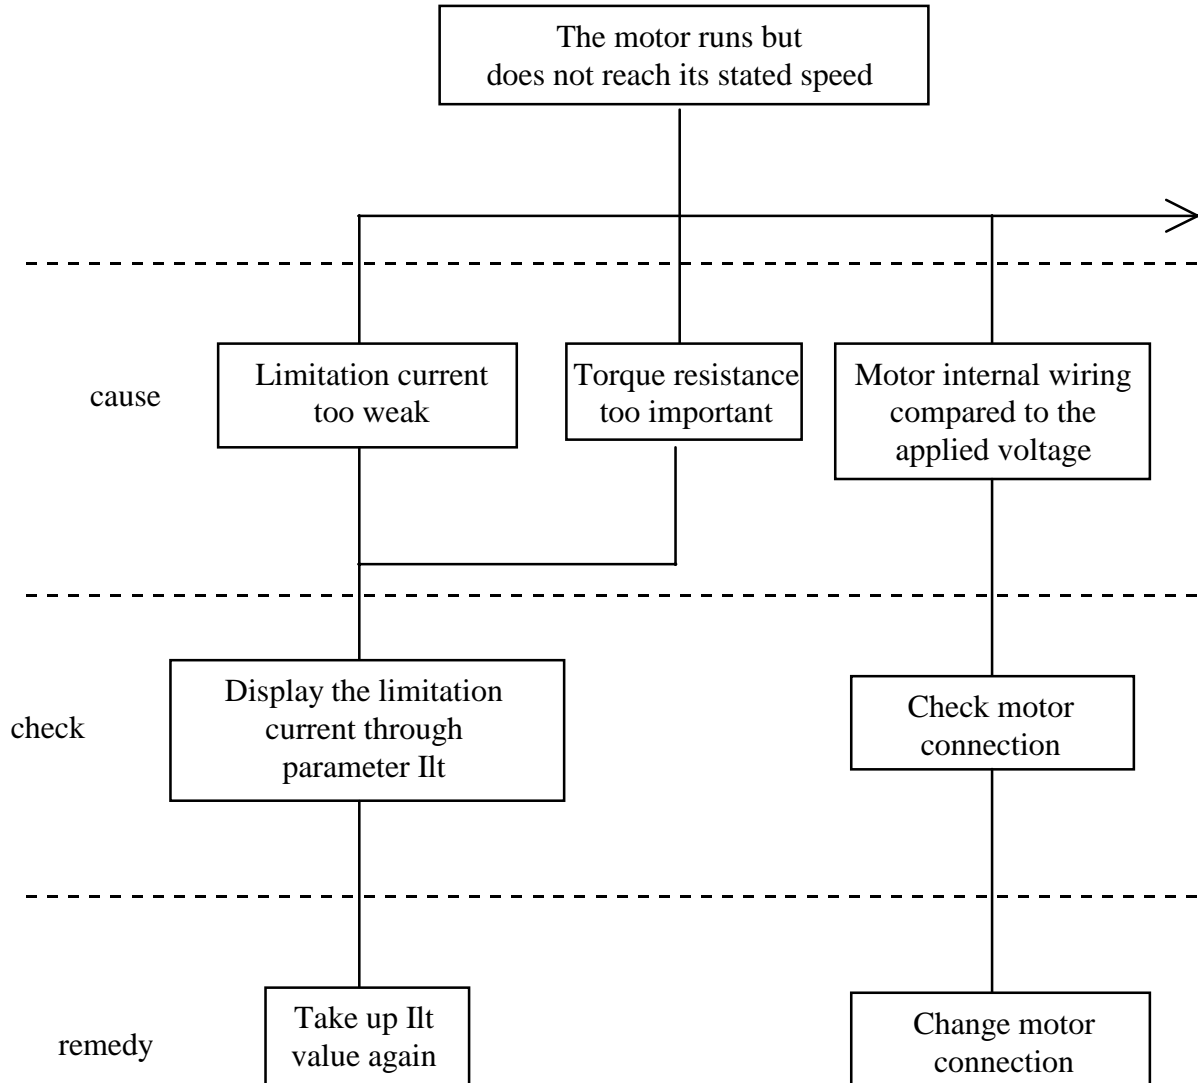 The motor runs but
does not reach its stated speed
cause
Limitation current
too weak
Torque resistance
too important
Motor internal wiring
compared to the
applied voltage
check
Display the limitation
current through
parameter Ilt
Check motor
connection
remedy
Take up Ilt
value again
Change motor
connection